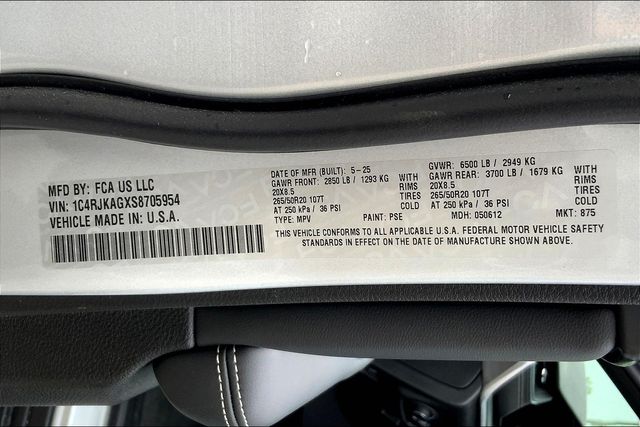 MFD BY: FCA US LLC
VIN: 1C4RJKAGXS8705954
VEHICLE MADE IN U.S.A.
DATE OF MFR (BUILT): 5-25
GAWR FRONT: 2850 LB / 1293 KG WITH
20X8.5 RIMS
265/50R20 107T TIRES
AT 250 kPa / 36 PSI COLD
TYPE: MPV PAINT: PSE
GVWR: 6500 LB / 2949 KG
GAWR REAR: 3700 LB / 1679 KG WITH
20X8.5 RIMS
265/50R20 107T TIRES
AT 250 kPa / 36 PSI COLD
MDH: 050612 MKT: 875
THIS VEHICLE CONFORMS TO ALL APPLICABLE U.S.A. FEDERAL MOTOR VEHICLE SAFETY
STANDARDS IN EFFECT ON THE DATE OF MANUFACTURE SHOWN ABOVE.